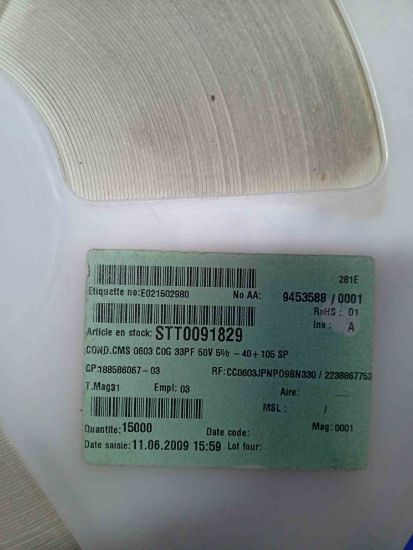 281E
Etiquette no:E021502980 No AA: 9453588 / 0001
RoHS : 01
Inv : A
Article en stock: STT0091829
COND.CMS 0603 C0G 33PF 50V 5% - 40+ 105 SP
CP:188586067-03 RF:CC0603JPNPO9BN330 / 2238867753
T.Mag31 Empl: 03 Aire:
MSL : /
Quantite: 15000 Date code: Mag: 0001
Date saisie: 11.06.2009 15:59 Lot four: